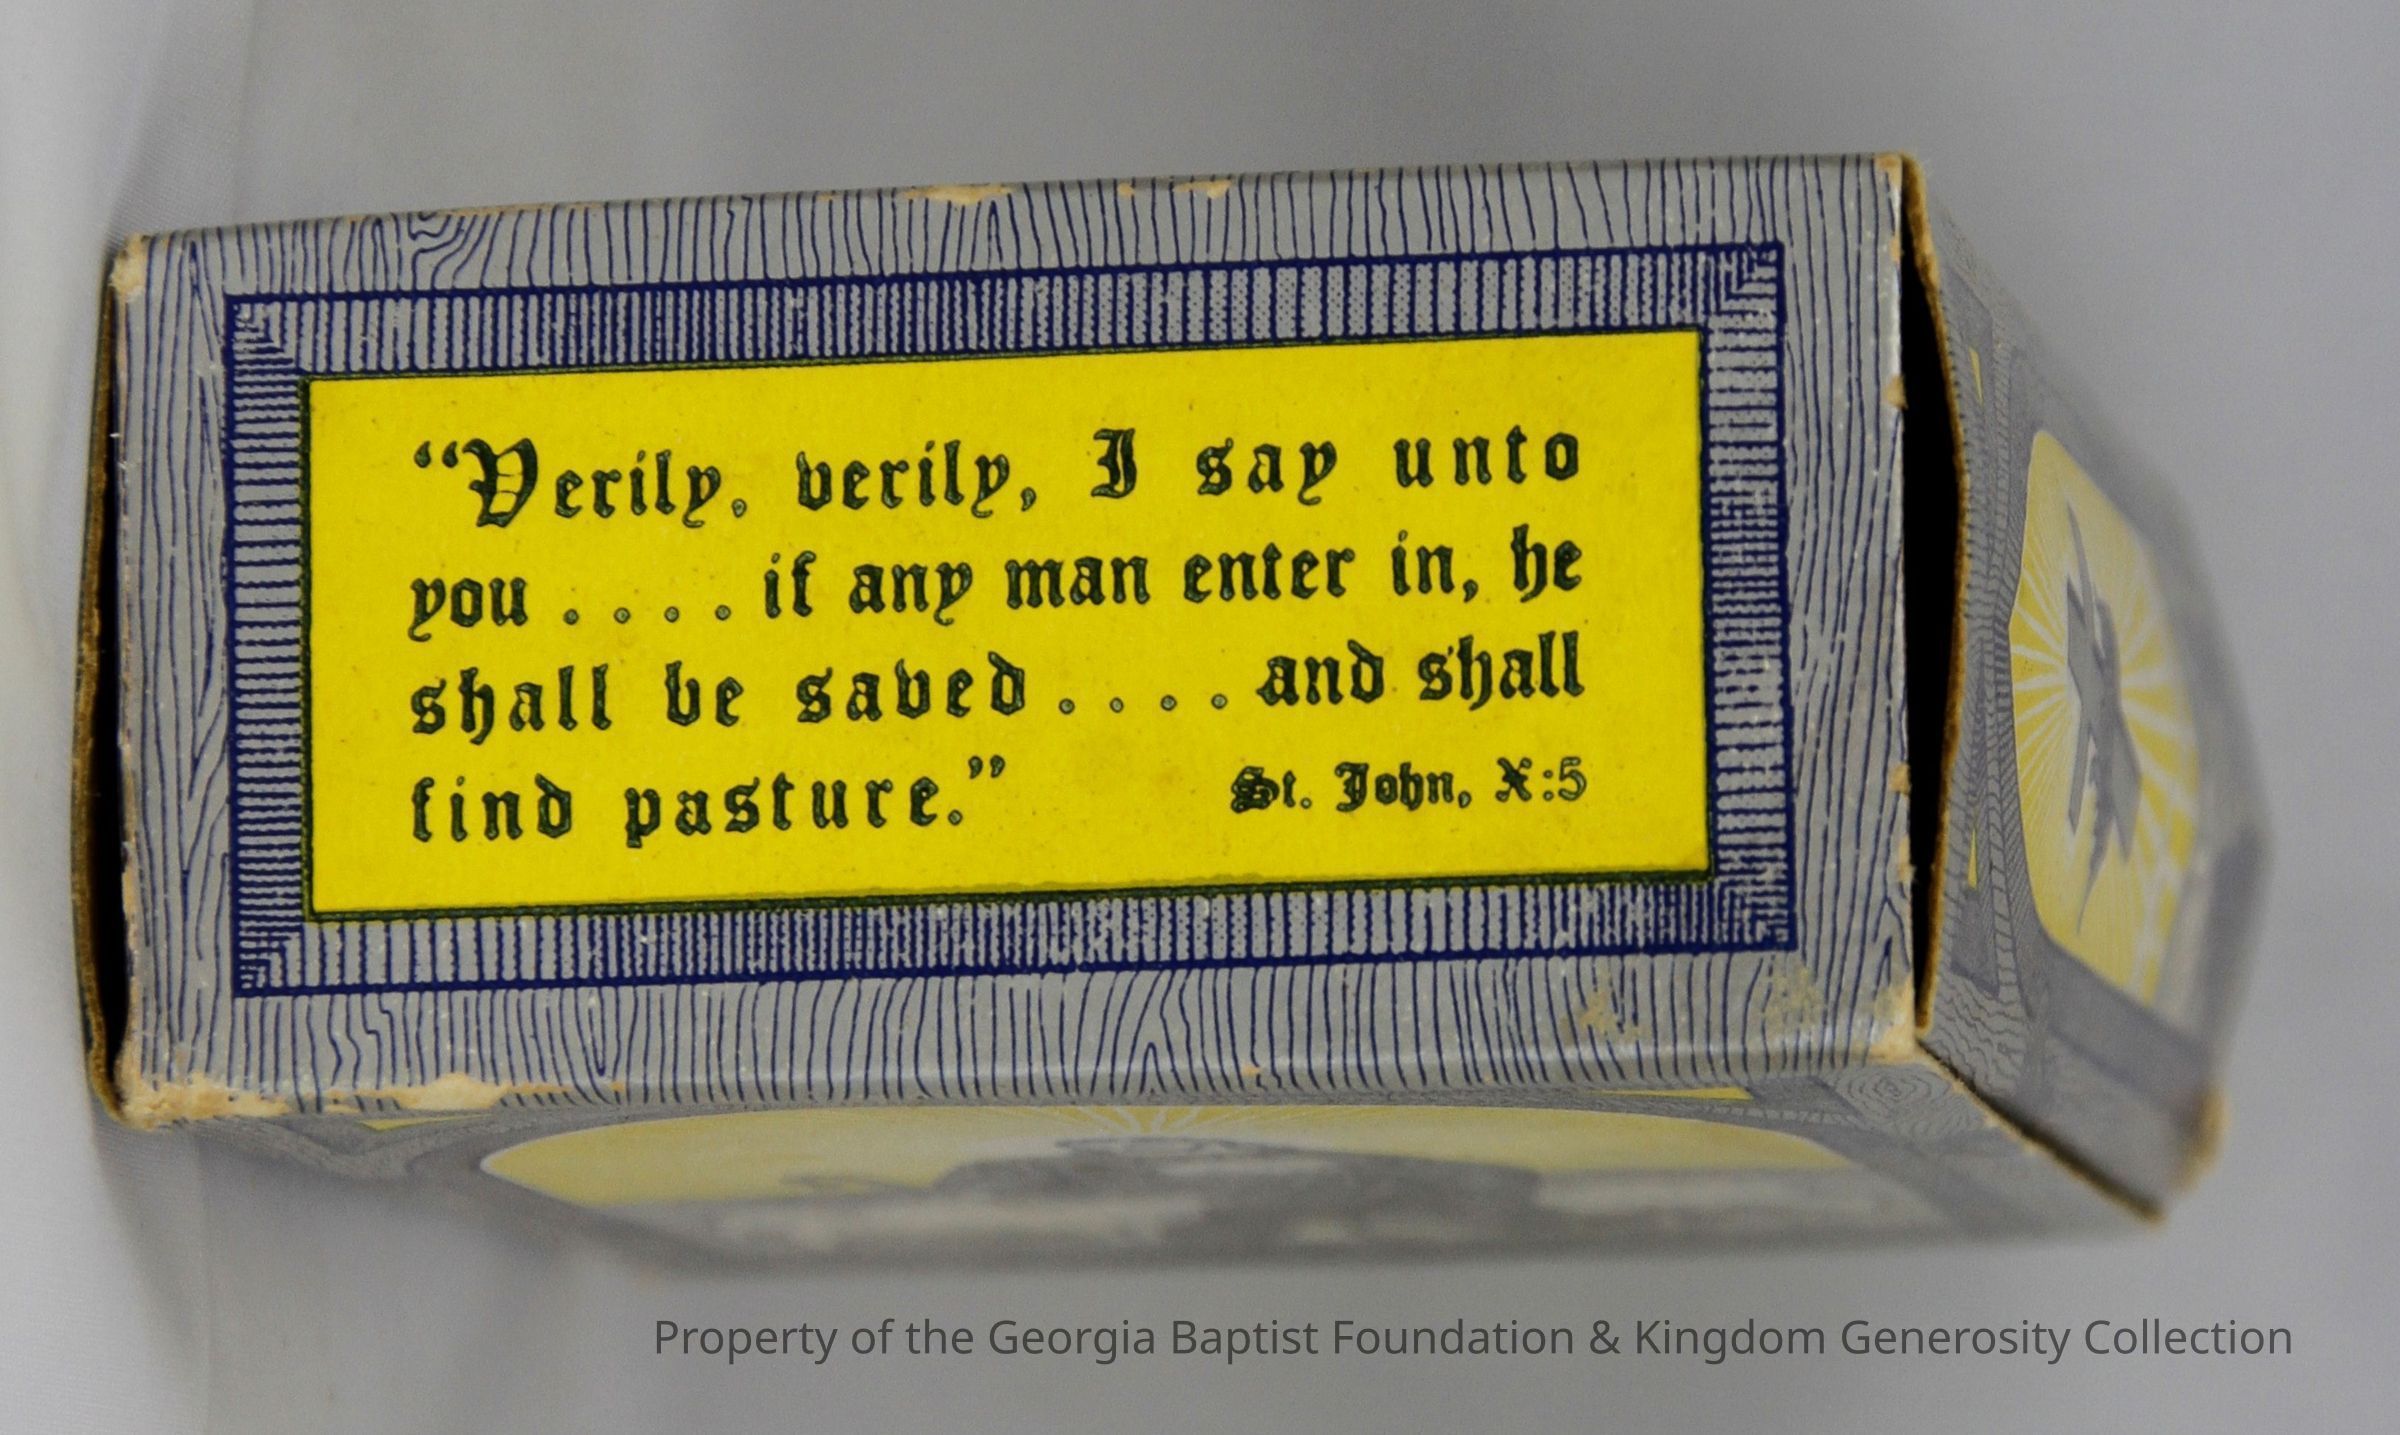 “Verily, verily, I say unto
you . . . . if any man enter in, he
shall be saved . . . . and shall
find pasture.” St. John, X:5
Property of the Georgia Baptist Foundation & Kingdom Generosity Collection